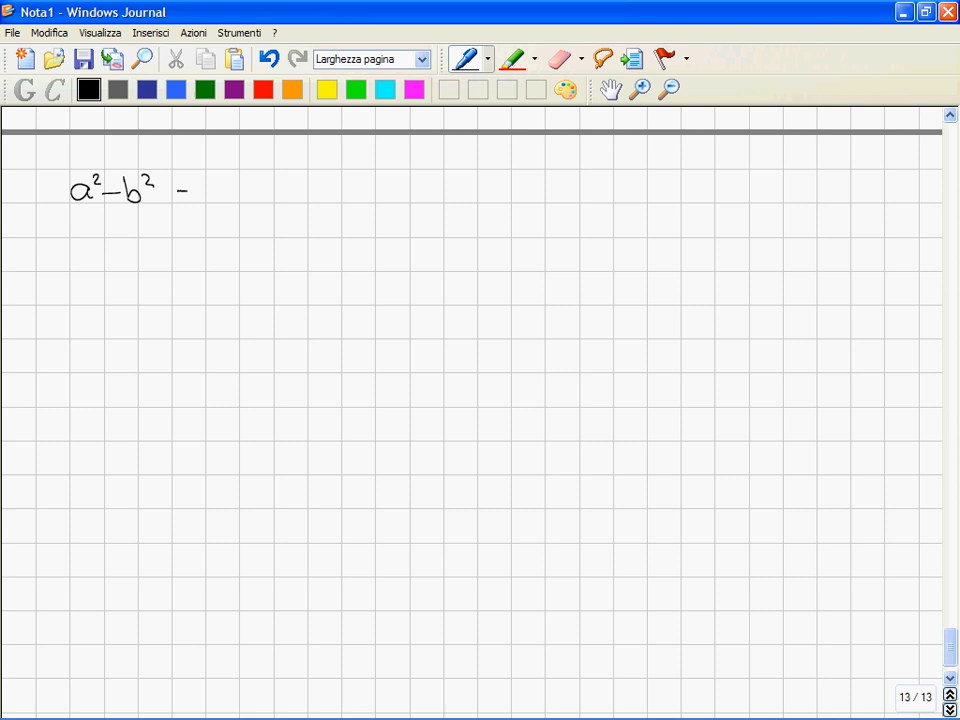 Nota1 - Windows Journal
File Modifica Visualizza Inserisci Azioni Strumenti ?
Larghezza pagina
G C
a² – b² –
13 / 13